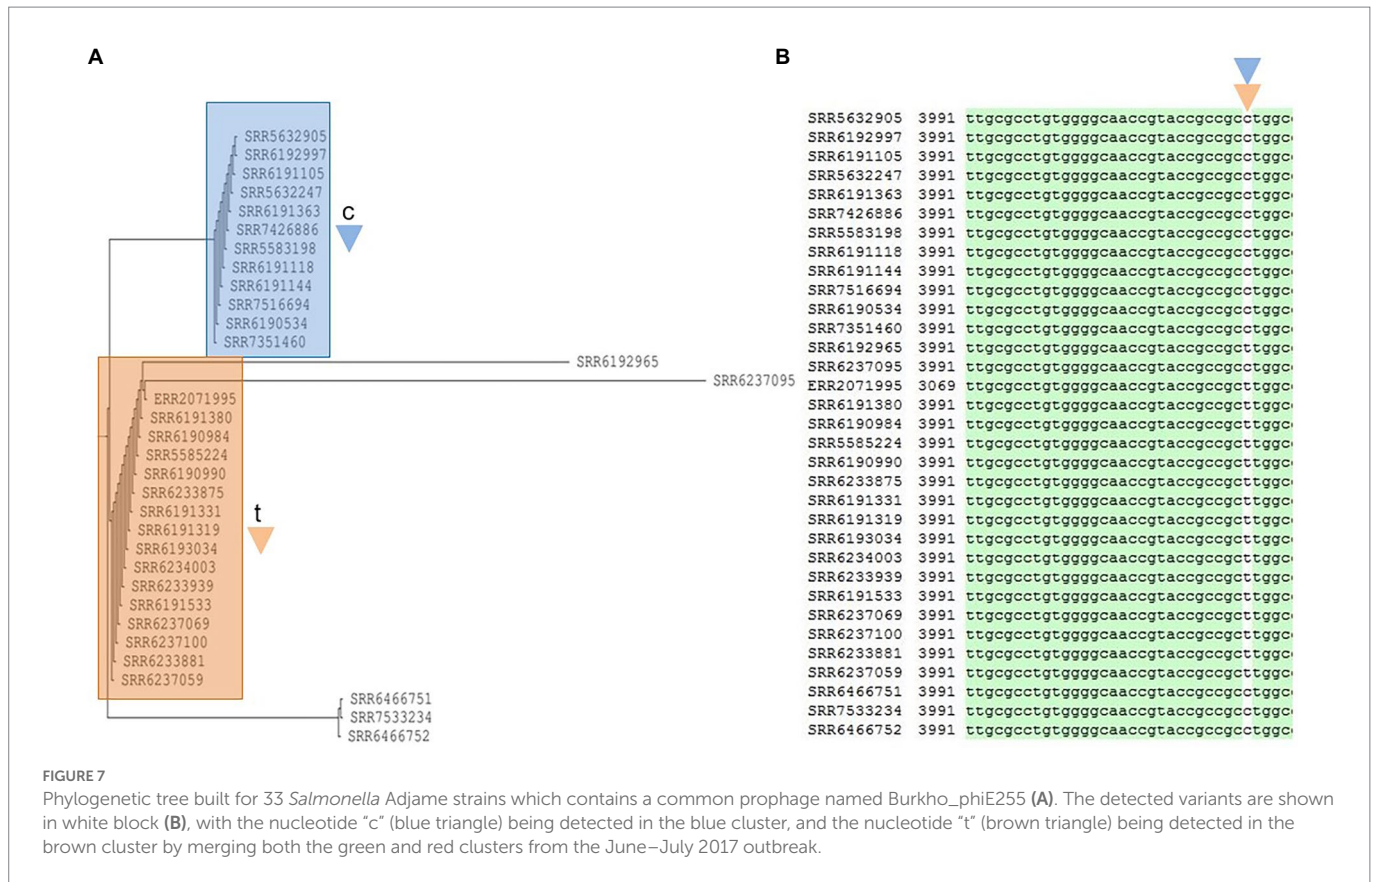 A
SRR5632905
SRR6192997
SRR6191105
SRR5632247
SRR6191363
SRR7426886
SRR5583198
SRR6191118
SRR6191144
SRR7516694
SRR6190534
SRR7351460
c
SRR6192965
SRR6237095
ERR2071995
SRR6191380
SRR6190984
SRR5585224
SRR6190990
SRR6233875
SRR6191331
SRR6191319
SRR6193034
SRR6234003
SRR6233939
SRR6191533
SRR6237069
SRR6237100
SRR6233881
SRR6237059
t
SRR6466751
SRR7533234
SRR6466752
B
SRR5632905 3991 ttgcgcctgtggggcaaccgtaccgccgcctggc
SRR6192997 3991 ttgcgcctgtggggcaaccgtaccgccgcctggc
SRR6191105 3991 ttgcgcctgtggggcaaccgtaccgccgcctggc
SRR5632247 3991 ttgcgcctgtggggcaaccgtaccgccgcctggc
SRR6191363 3991 ttgcgcctgtggggcaaccgtaccgccgcctggc
SRR7426886 3991 ttgcgcctgtggggcaaccgtaccgccgcctggc
SRR5583198 3991 ttgcgcctgtggggcaaccgtaccgccgcctggc
SRR6191118 3991 ttgcgcctgtggggcaaccgtaccgccgcctggc
SRR6191144 3991 ttgcgcctgtggggcaaccgtaccgccgcctggc
SRR7516694 3991 ttgcgcctgtggggcaaccgtaccgccgcctggc
SRR6190534 3991 ttgcgcctgtggggcaaccgtaccgccgcctggc
SRR7351460 3991 ttgcgcctgtggggcaaccgtaccgccgcctggc
SRR6192965 3991 ttgcgcctgtggggcaaccgtaccgccgcttggc
SRR6237095 3991 ttgcgcctgtggggcaaccgtaccgccgcctggc
ERR2071995 3069 ttgcgcctgtggggcaaccgtaccgccgcttggc
SRR6191380 3991 ttgcgcctgtggggcaaccgtaccgccgcttggc
SRR6190984 3991 ttgcgcctgtggggcaaccgtaccgccgcttggc
SRR5585224 3991 ttgcgcctgtggggcaaccgtaccgccgcttggc
SRR6190990 3991 ttgcgcctgtggggcaaccgtaccgccgcttggc
SRR6233875 3991 ttgcgcctgtggggcaaccgtaccgccgcttggc
SRR6191331 3991 ttgcgcctgtggggcaaccgtaccgccgcttggc
SRR6191319 3991 ttgcgcctgtggggcaaccgtaccgccgcttggc
SRR6193034 3991 ttgcgcctgtggggcaaccgtaccgccgcttggc
SRR6234003 3991 ttgcgcctgtggggcaaccgtaccgccgcttggc
SRR6233939 3991 ttgcgcctgtggggcaaccgtaccgccgcttggc
SRR6191533 3991 ttgcgcctgtggggcaaccgtaccgccgcttggc
SRR6237069 3991 ttgcgcctgtggggcaaccgtaccgccgcttggc
SRR6237100 3991 ttgcgcctgtggggcaaccgtaccgccgcttggc
SRR6233881 3991 ttgcgcctgtggggcaaccgtaccgccgcttggc
SRR6237059 3991 ttgcgcctgtggggcaaccgtaccgccgcttggc
SRR6466751 3991 ttgcgcctgtggggcaaccgtaccgccgcctggc
SRR7533234 3991 ttgcgcctgtggggcaaccgtaccgccgcctggc
SRR6466752 3991 ttgcgcctgtggggcaaccgtaccgccgcctggc
FIGURE 7
Phylogenetic tree built for 33 Salmonella Adjame strains which contains a common prophage named Burkho_phiE255 (A). The detected variants are shown
in white block (B), with the nucleotide “c” (blue triangle) being detected in the blue cluster, and the nucleotide “t” (brown triangle) being detected in the
brown cluster by merging both the green and red clusters from the June–July 2017 outbreak.